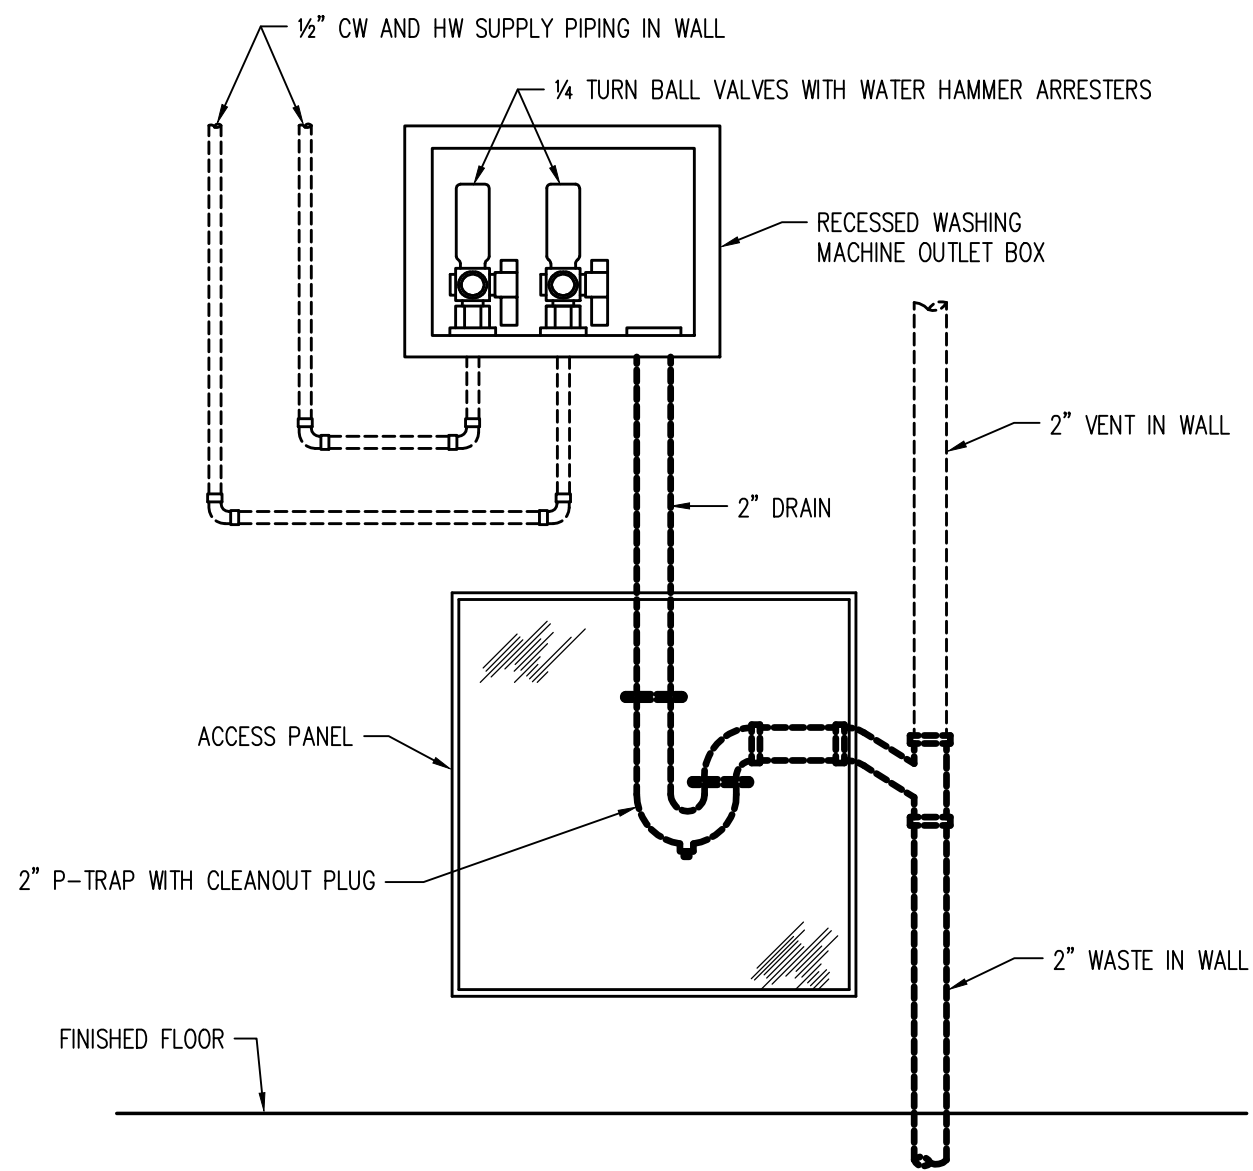 ½" CW AND HW SUPPLY PIPING IN WALL
¼ TURN BALL VALVES WITH WATER HAMMER ARRESTERS
RECESSED WASHING
MACHINE OUTLET BOX
2" VENT IN WALL
2" DRAIN
ACCESS PANEL
2" P-TRAP WITH CLEANOUT PLUG
2" WASTE IN WALL
FINISHED FLOOR